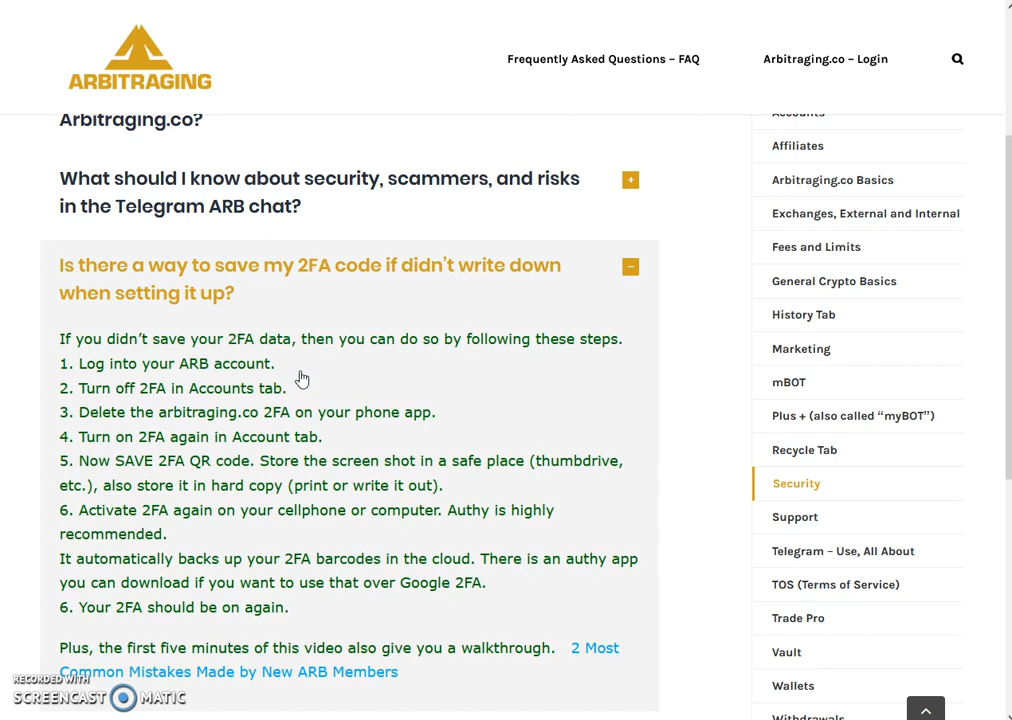 ARBITRAGING
Frequently Asked Questions – FAQ
Arbitraging.co – Login
Arbitraging.co?
What should I know about security, scammers, and risks
in the Telegram ARB chat?
+
Is there a way to save my 2FA code if didn’t write down
when setting it up?
–
If you didn’t save your 2FA data, then you can do so by following these steps.
1. Log into your ARB account.
2. Turn off 2FA in Accounts tab.
3. Delete the arbitraging.co 2FA on your phone app.
4. Turn on 2FA again in Account tab.
5. Now SAVE 2FA QR code. Store the screen shot in a safe place (thumbdrive,
etc.), also store it in hard copy (print or write it out).
6. Activate 2FA again on your cellphone or computer. Authy is highly
recommended.
It automatically backs up your 2FA barcodes in the cloud. There is an authy app
you can download if you want to use that over Google 2FA.
6. Your 2FA should be on again.
Plus, the first five minutes of this video also give you a walkthrough. 2 Most
Common Mistakes Made by New ARB Members
RECORDED WITH
SCREENCAST MATIC
Accounts
Affiliates
Arbitraging.co Basics
Exchanges, External and Internal
Fees and Limits
General Crypto Basics
History Tab
Marketing
mBOT
Plus + (also called “myBOT”)
Recycle Tab
Security
Support
Telegram – Use, All About
TOS (Terms of Service)
Trade Pro
Vault
Wallets
Withdrawals